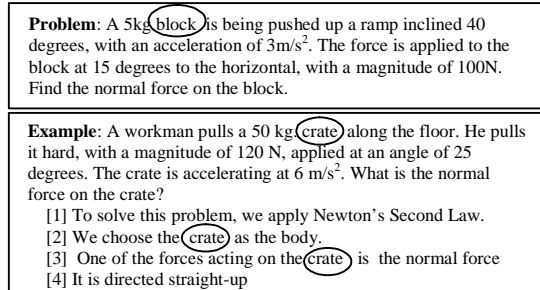 Problem: A 5kg block is being pushed up a ramp inclined 40
degrees, with an acceleration of 3m/s². The force is applied to the
block at 15 degrees to the horizontal, with a magnitude of 100N.
Find the normal force on the block.
Example: A workman pulls a 50 kg. crate along the floor. He pulls
it hard, with a magnitude of 120 N, applied at an angle of 25
degrees. The crate is accelerating at 6 m/s². What is the normal
force on the crate?
[1] To solve this problem, we apply Newton's Second Law.
[2] We choose the crate as the body.
[3] One of the forces acting on the crate is the normal force
[4] It is directed straight-up